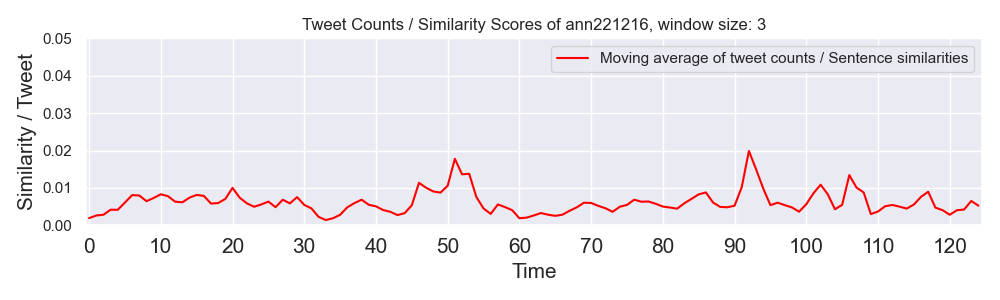 Tweet Counts / Similarity Scores of ann221216, window size: 3
Moving average of tweet counts / Sentence similarities
Similarity / Tweet
0.05
0.04
0.03
0.02
0.01
0.00
0 10 20 30 40 50 60 70 80 90 100 110 120
Time